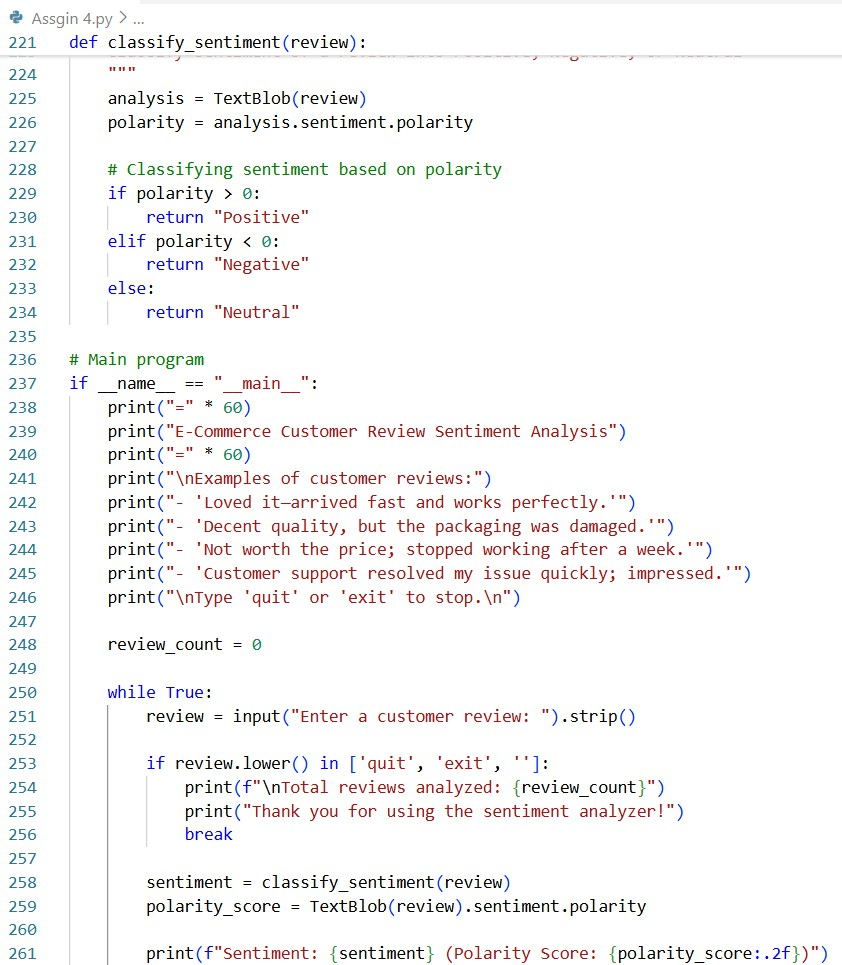 Assgin 4.py > ...
221 def classify_sentiment(review):
224 """
225 analysis = TextBlob(review)
226 polarity = analysis.sentiment.polarity
227
228 # Classifying sentiment based on polarity
229 if polarity > 0:
230 return "Positive"
231 elif polarity < 0:
232 return "Negative"
233 else:
234 return "Neutral"
235
236 # Main program
237 if __name__ == "__main__":
238 print("=" * 60)
239 print("E-Commerce Customer Review Sentiment Analysis")
240 print("=" * 60)
241 print("\nExamples of customer reviews:")
242 print("- 'Loved it—arrived fast and works perfectly.'")
243 print("- 'Decent quality, but the packaging was damaged.'")
244 print("- 'Not worth the price; stopped working after a week.'")
245 print("- 'Customer support resolved my issue quickly; impressed.'")
246 print("\nType 'quit' or 'exit' to stop.\n")
247
248 review_count = 0
249
250 while True:
251 review = input("Enter a customer review: ").strip()
252
253 if review.lower() in ['quit', 'exit', '']:
254 print(f"\nTotal reviews analyzed: {review_count}")
255 print("Thank you for using the sentiment analyzer!")
256 break
257
258 sentiment = classify_sentiment(review)
259 polarity_score = TextBlob(review).sentiment.polarity
260
261 print(f"Sentiment: {sentiment} (Polarity Score: {polarity_score:.2f})")